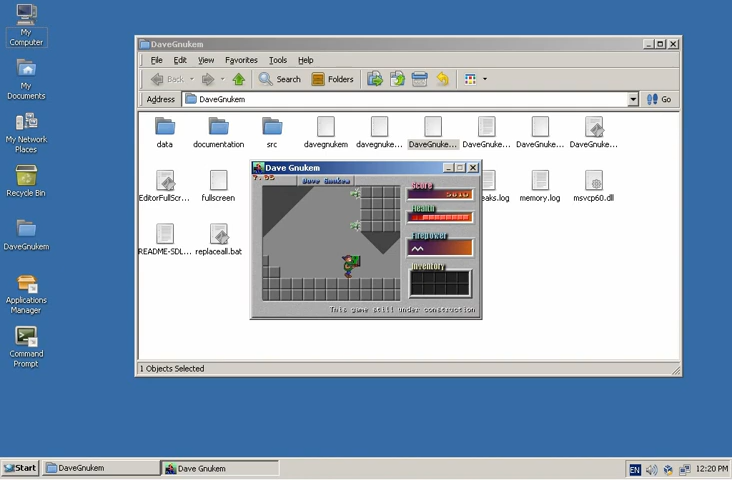 My Computer
My Documents
My Network Places
Recycle Bin
DaveGnukem
Applications Manager
Command Prompt
DaveGnukem
File Edit View Favorites Tools Help
Back Search Folders
Address DaveGnukem Go
data documentation src davegnukem davegnuke... DaveGnuke... DaveGnuke... DaveGnuke... DaveGnuke...
EditorFullScr... fullscreen eaks.log memory.log msvcp60.dll
README-SDL... replaceall.bat
Dave Gnukem
Dave Gnukem
Score
5010
Health
Firepower
Inventory
This game still under construction
1 Objects Selected
Start DaveGnukem Dave Gnukem EN 12:20 PM